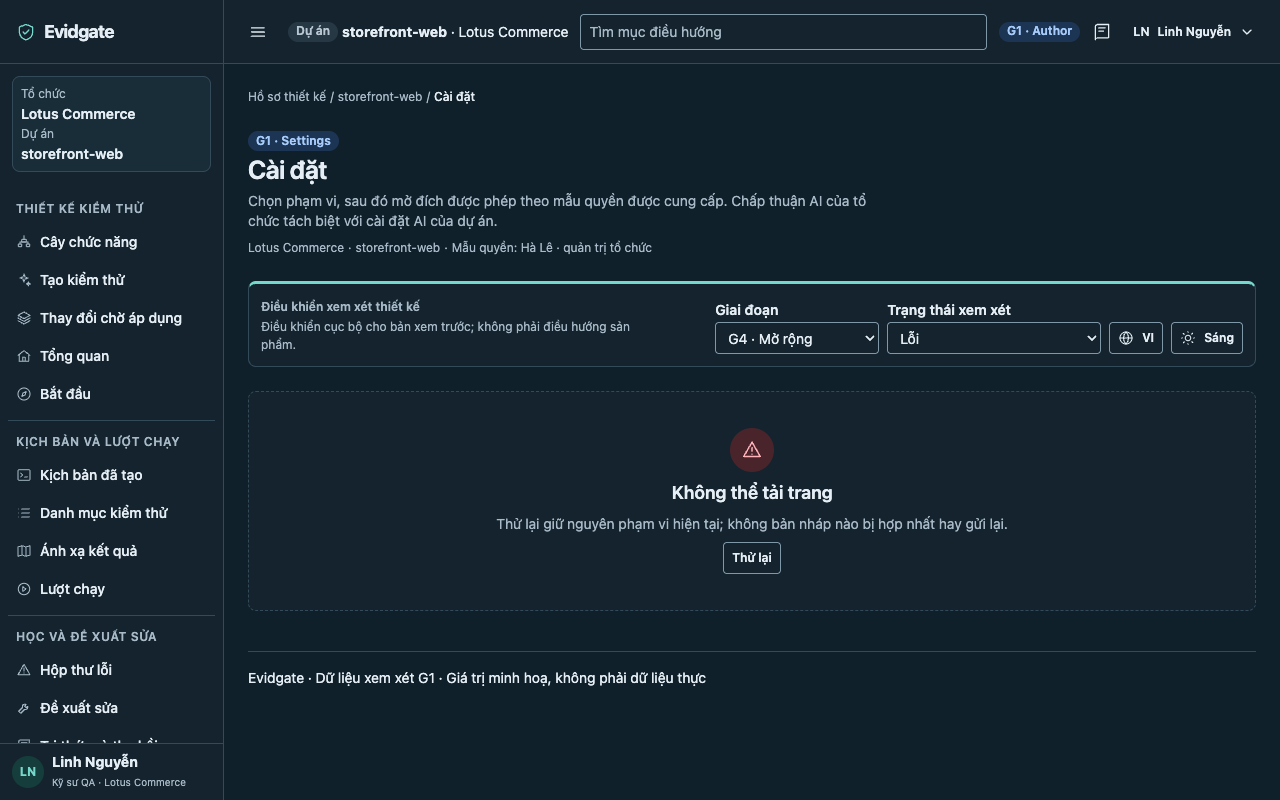 Evidgate
Dự án storefront-web · Lotus Commerce
Tìm mục điều hướng
G1 · Author
LN Linh Nguyễn
Tổ chức
Lotus Commerce
Dự án
storefront-web
THIẾT KẾ KIỂM THỬ
Cây chức năng
Tạo kiểm thử
Thay đổi chờ áp dụng
Tổng quan
Bắt đầu
KỊCH BẢN VÀ LƯỢT CHẠY
Kịch bản đã tạo
Danh mục kiểm thử
Ánh xạ kết quả
Lượt chạy
HỌC VÀ ĐỀ XUẤT SỬA
Hộp thư lỗi
Đề xuất sửa
LN
Linh Nguyễn
Kỹ sư QA · Lotus Commerce
Hồ sơ thiết kế / storefront-web / Cài đặt
G1 · Settings
Cài đặt
Chọn phạm vi, sau đó mở đích được phép theo mẫu quyền được cung cấp. Chấp thuận AI của tổ
chức tách biệt với cài đặt AI của dự án.
Lotus Commerce · storefront-web · Mẫu quyền: Hà Lê · quản trị tổ chức
Điều khiển xem xét thiết kế
Điều khiển cục bộ cho bản xem trước; không phải điều hướng sản
phẩm.
Giai đoạn
G4 · Mở rộng
Trạng thái xem xét
Lỗi
VI
Sáng
Không thể tải trang
Thử lại giữ nguyên phạm vi hiện tại; không bản nháp nào bị hợp nhất hay gửi lại.
Thử lại
Evidgate · Dữ liệu xem xét G1 · Giá trị minh hoạ, không phải dữ liệu thực